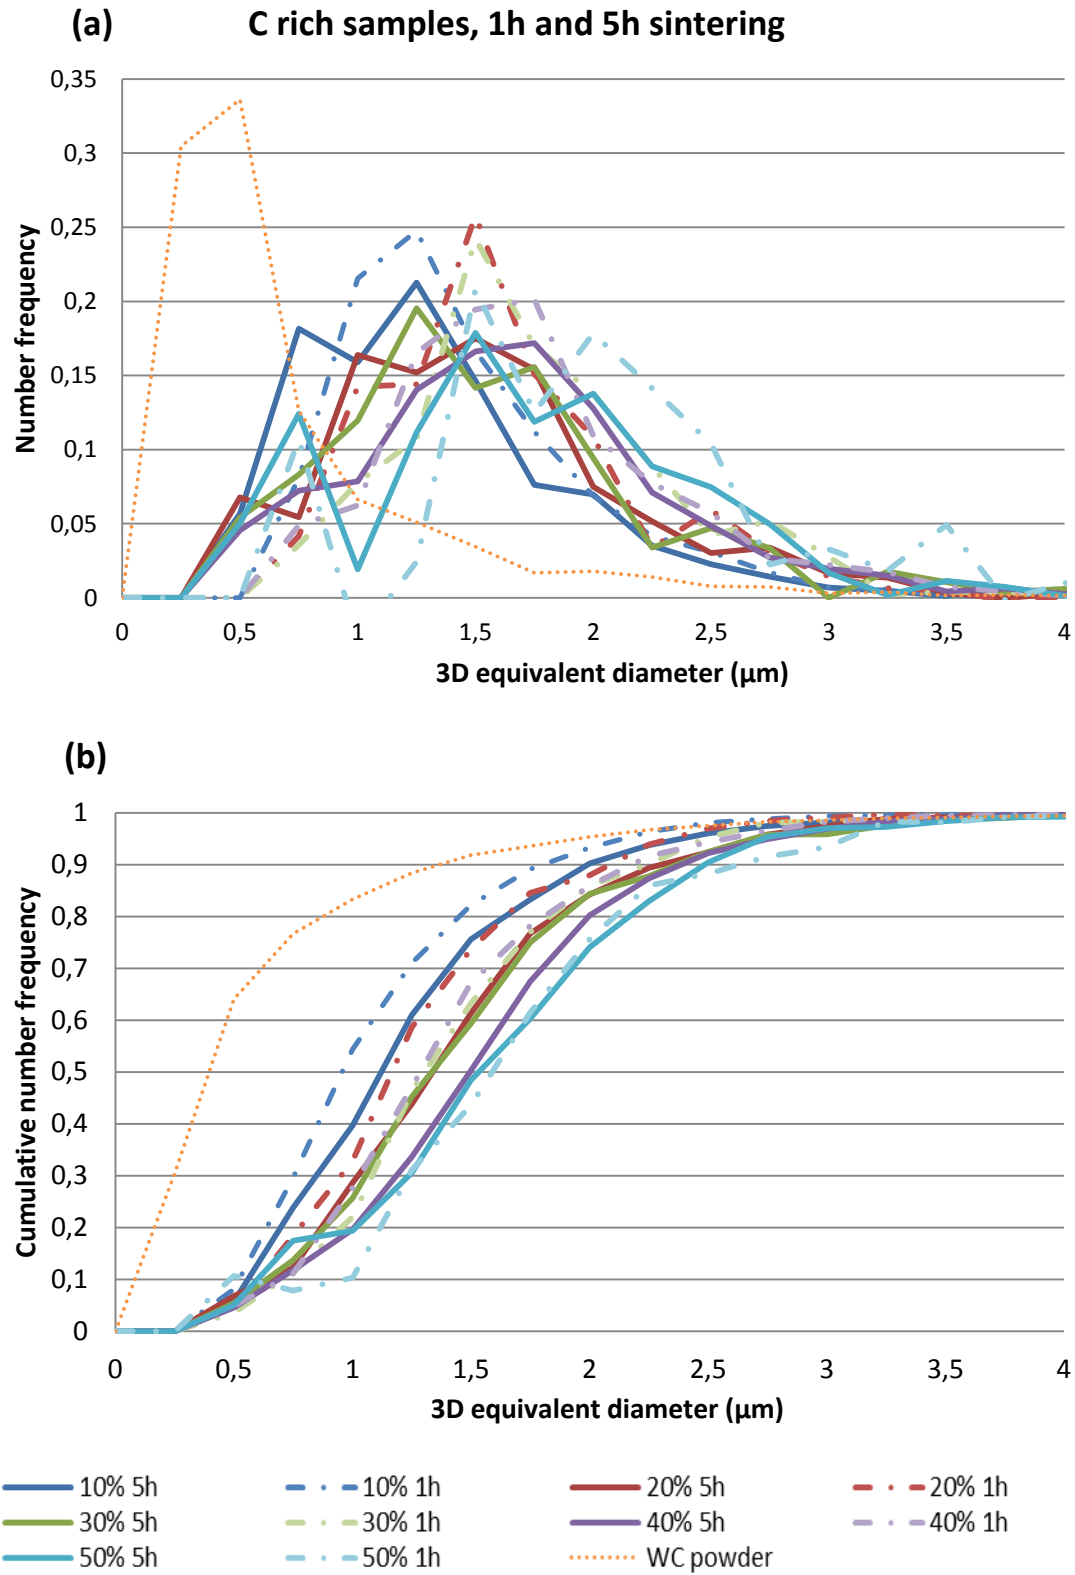 (a) C rich samples, 1h and 5h sintering
0,35
0,3
0,25
0,2
0,15
0,1
0,05
0
Number frequency
0 0,5 1 1,5 2 2,5 3 3,5 4
3D equivalent diameter (µm)
(b)
1
0,9
0,8
0,7
0,6
0,5
0,4
0,3
0,2
0,1
0
Cumulative number frequency
0 0,5 1 1,5 2 2,5 3 3,5 4
3D equivalent diameter (µm)
10% 5h 10% 1h 20% 5h 20% 1h
30% 5h 30% 1h 40% 5h 40% 1h
50% 5h 50% 1h WC powder